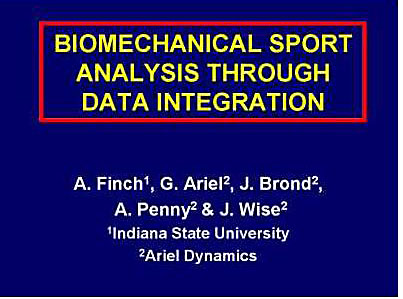 BIOMECHANICAL SPORT
ANALYSIS THROUGH
DATA INTEGRATION
A. Finch¹, G. Ariel², J. Brond²,
A. Penny² & J. Wise²
¹Indiana State University
²Ariel Dynamics